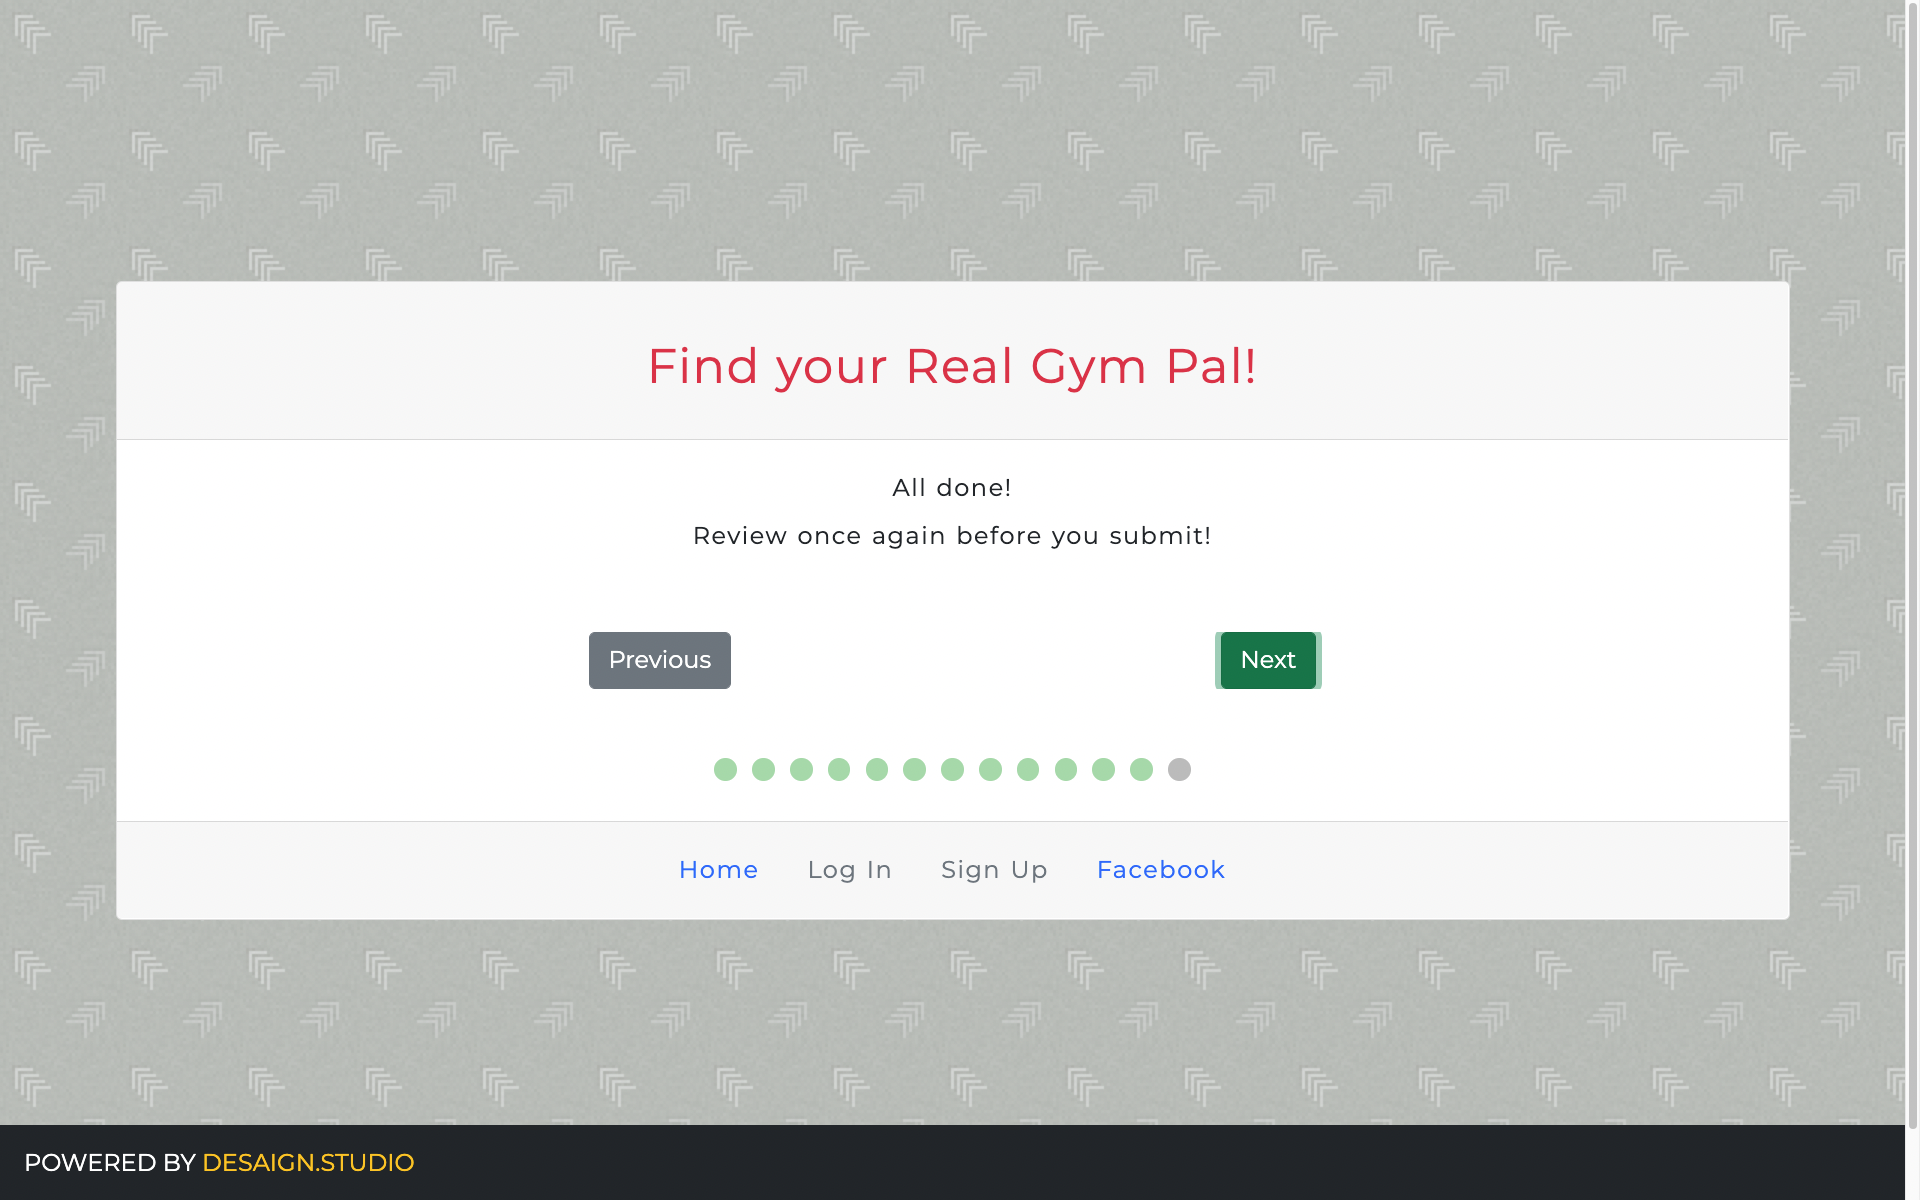 Find your Real Gym Pal!
All done!
Review once again before you submit!
Previous Next
Home Log In Sign Up Facebook
POWERED BY DESAIGN.STUDIO